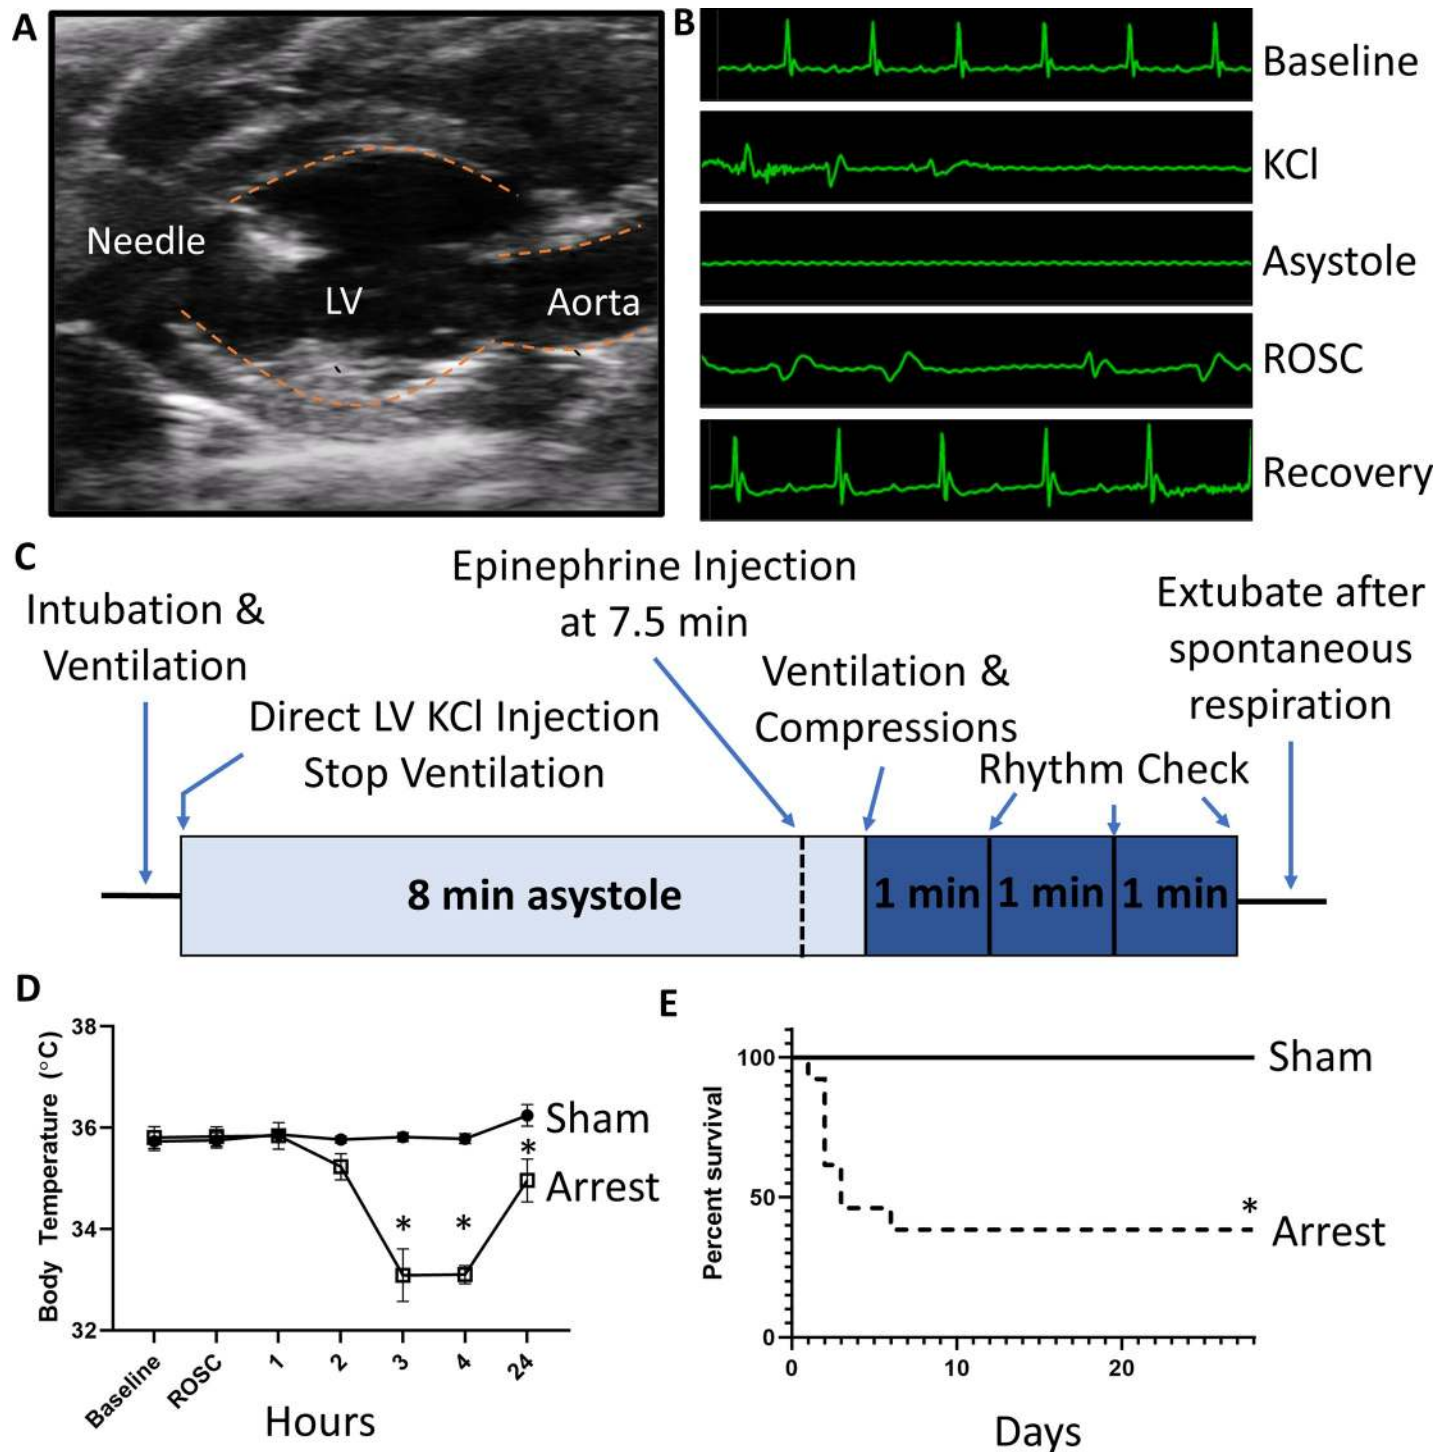 A
Needle
LV
Aorta
B
Baseline
KCl
Asystole
ROSC
Recovery
C
Intubation &
Ventilation
Direct LV KCl Injection
Stop Ventilation
Epinephrine Injection
at 7.5 min
Ventilation &
Compressions
Rhythm Check
Extubate after
spontaneous
respiration
8 min asystole
1 min
1 min
1 min
D
Body Temperature (°C)
38
36
34
32
Sham
*
Arrest
*
*
Baseline
ROSC
1
2
3
4
24
Hours
E
Percent survival
100
50
0
Sham
*
Arrest
0
10
20
Days